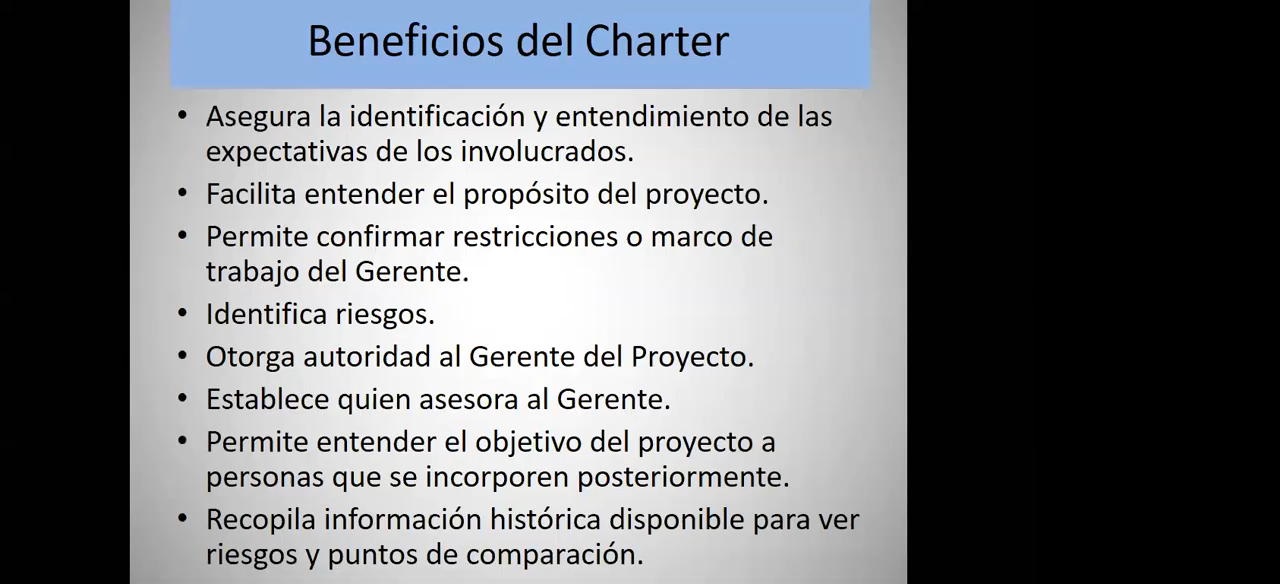 Beneficios del Charter
• Asegura la identificación y entendimiento de las
expectativas de los involucrados.
• Facilita entender el propósito del proyecto.
• Permite confirmar restricciones o marco de
trabajo del Gerente.
• Identifica riesgos.
• Otorga autoridad al Gerente del Proyecto.
• Establece quien asesora al Gerente.
• Permite entender el objetivo del proyecto a
personas que se incorporen posteriormente.
• Recopila información histórica disponible para ver
riesgos y puntos de comparación.